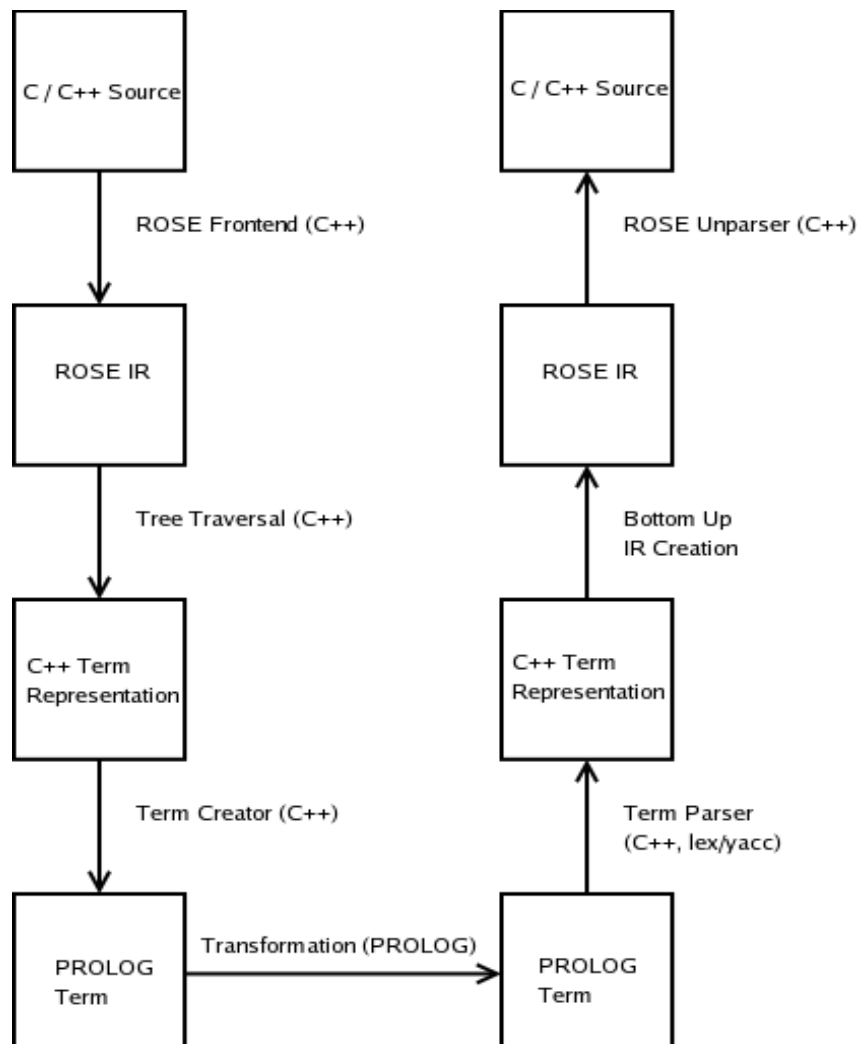 C / C++ Source
C / C++ Source
ROSE Frontend (C++)
ROSE Unparser (C++)
ROSE IR
ROSE IR
Tree Traversal (C++)
Bottom Up
IR Creation
C++ Term
Representation
C++ Term
Representation
Term Creator (C++)
Term Parser
(C++, lex/yacc)
Transformation (PROLOG)
PROLOG
Term
PROLOG
Term